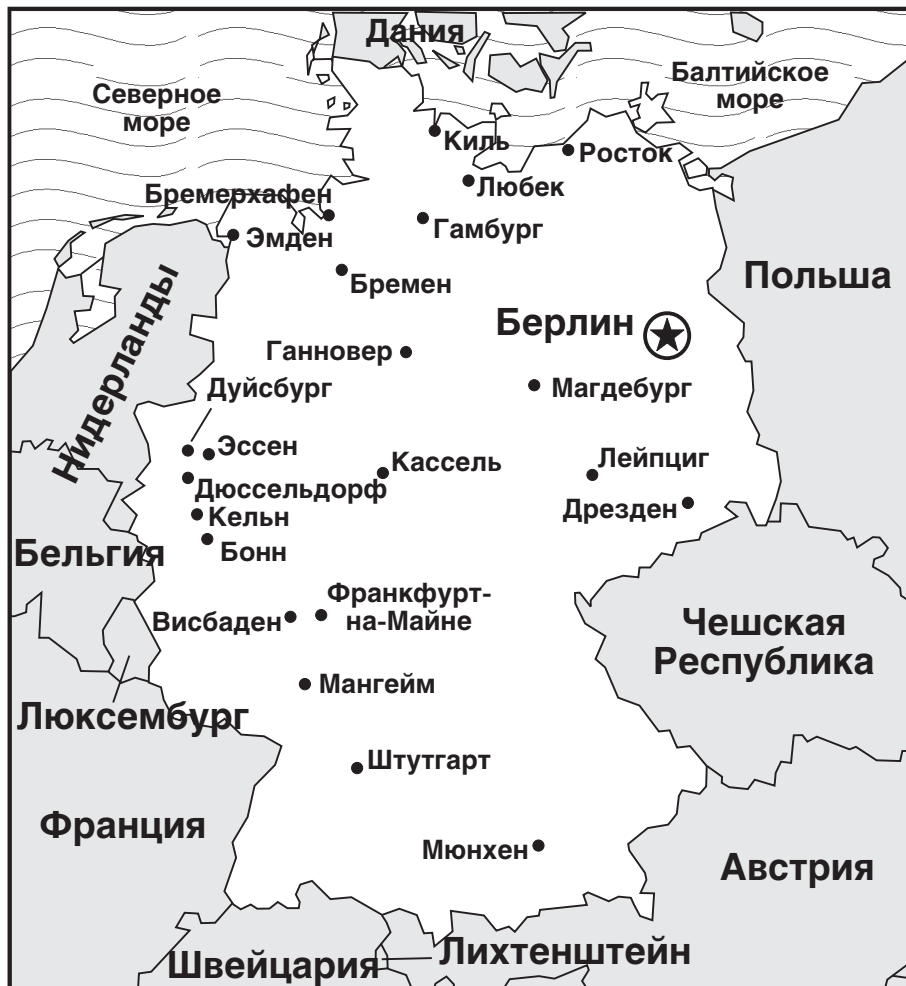 Дания
Северное
море
Балтийское
море
Киль
Росток
Любек
Бремерхафен
Гамбург
Эмден
Бремен
Польша
Нидерланды
Берлин
Ганновер
Дуйсбург
Магдебург
Эссен
Кассель
Лейпциг
Дюссельдорф
Дрезден
Кельн
Бельгия
Бонн
Франкфурт-
на-Майне
Висбаден
Чешская
Республика
Мангейм
Люксембург
Штутгарт
Франция
Мюнхен
Австрия
Лихтенштейн
Швейцария